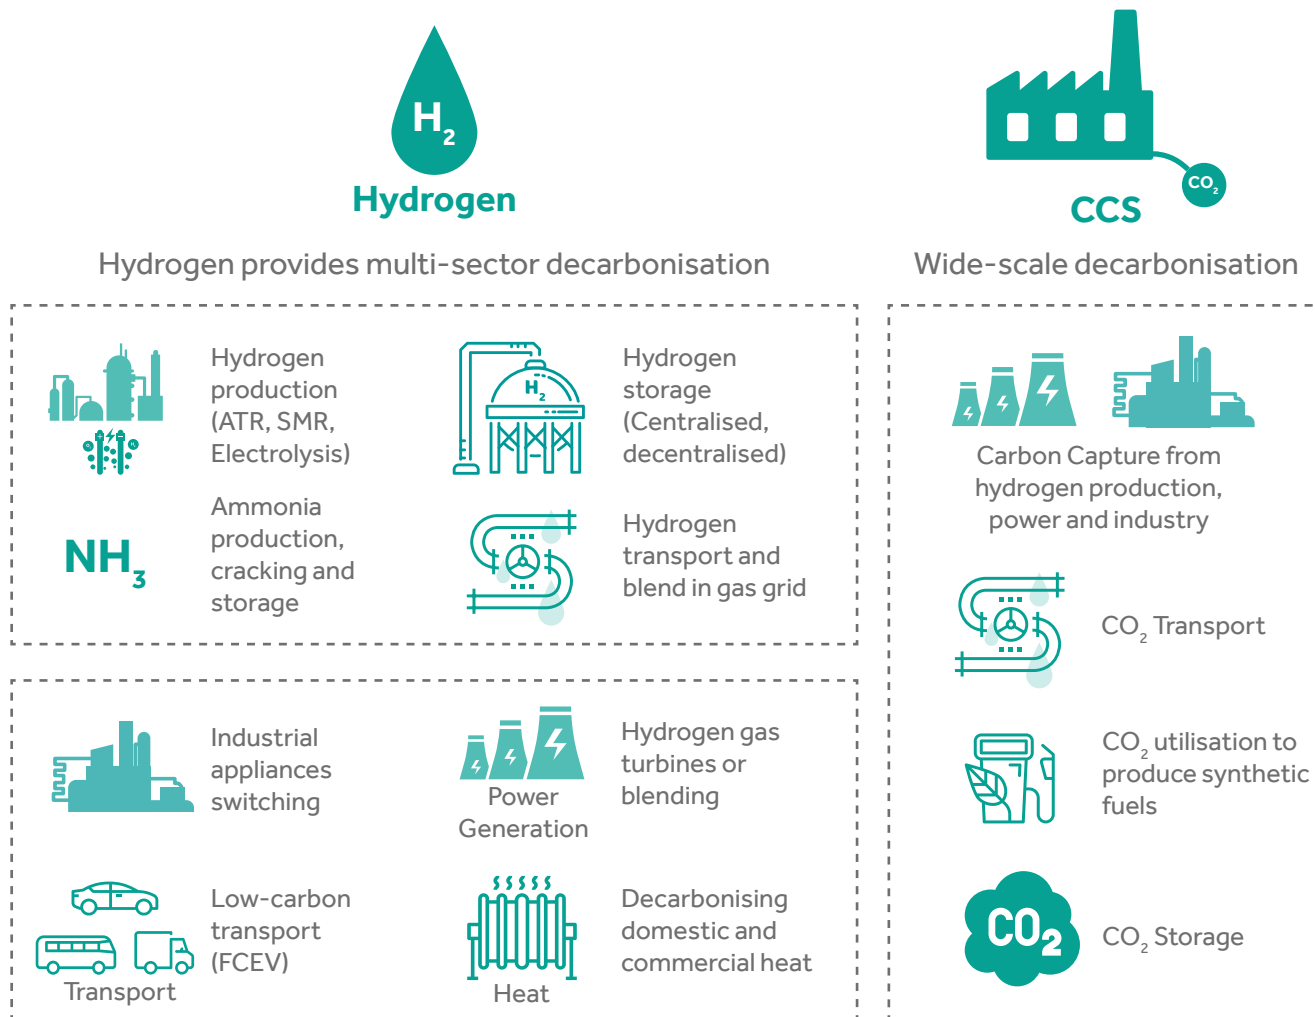 H₂
Hydrogen
Hydrogen provides multi-sector decarbonisation
Hydrogen
production
(ATR, SMR,
Electrolysis)
H₂
Hydrogen
storage
(Centralised,
decentralised)
NH₃
Ammonia
production,
cracking and
storage
Hydrogen
transport and
blend in gas grid
Industrial
appliances
switching
Power
Generation
Hydrogen gas
turbines or
blending
Transport
Low-carbon
transport
(FCEV)
Heat
Decarbonising
domestic and
commercial heat
CO₂
CCS
Wide-scale decarbonisation
Carbon Capture from
hydrogen production,
power and industry
CO₂ Transport
CO₂ utilisation to
produce synthetic
fuels
CO₂
CO₂ Storage